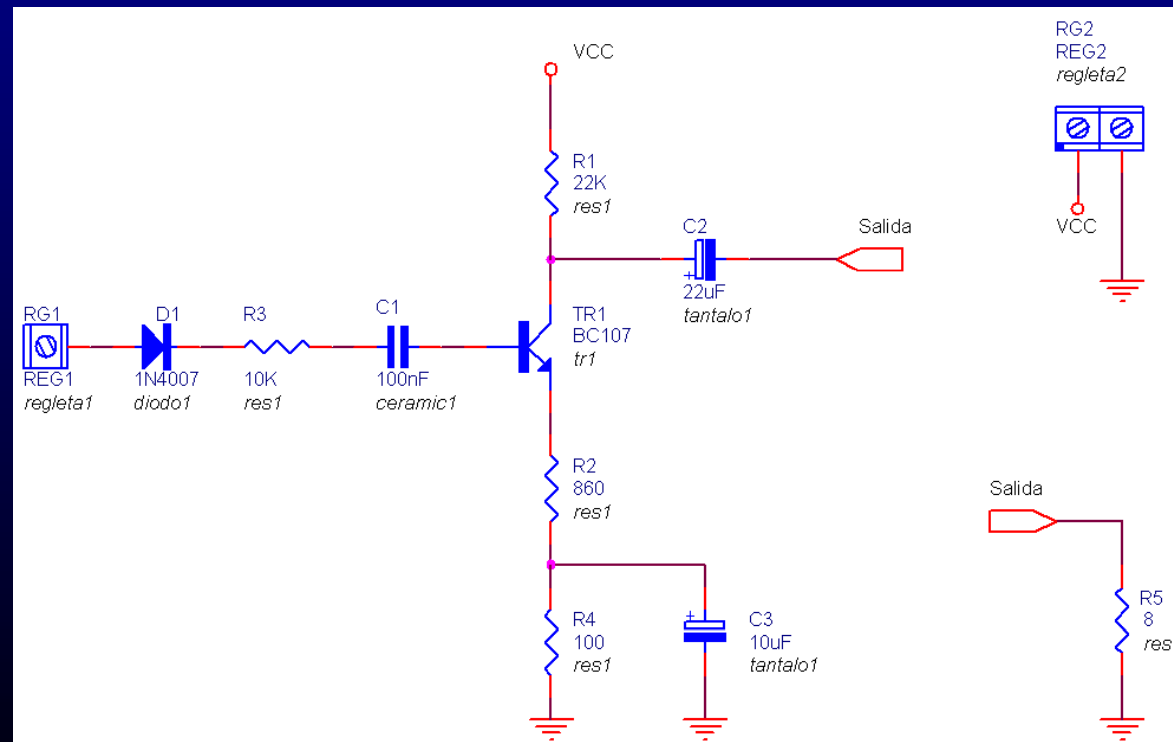 VCC
RG2
REG2
regleta2
R1
22K
res1
VCC
C2
+
22uF
tantalo1
Salida
RG1
REG1
regleta1
D1
1N4007
diodo1
R3
10K
res1
C1
100nF
ceramic1
TR1
BC107
tr1
R2
860
res1
Salida
R4
100
res1
+
C3
10uF
tantalo1
R5
8
res